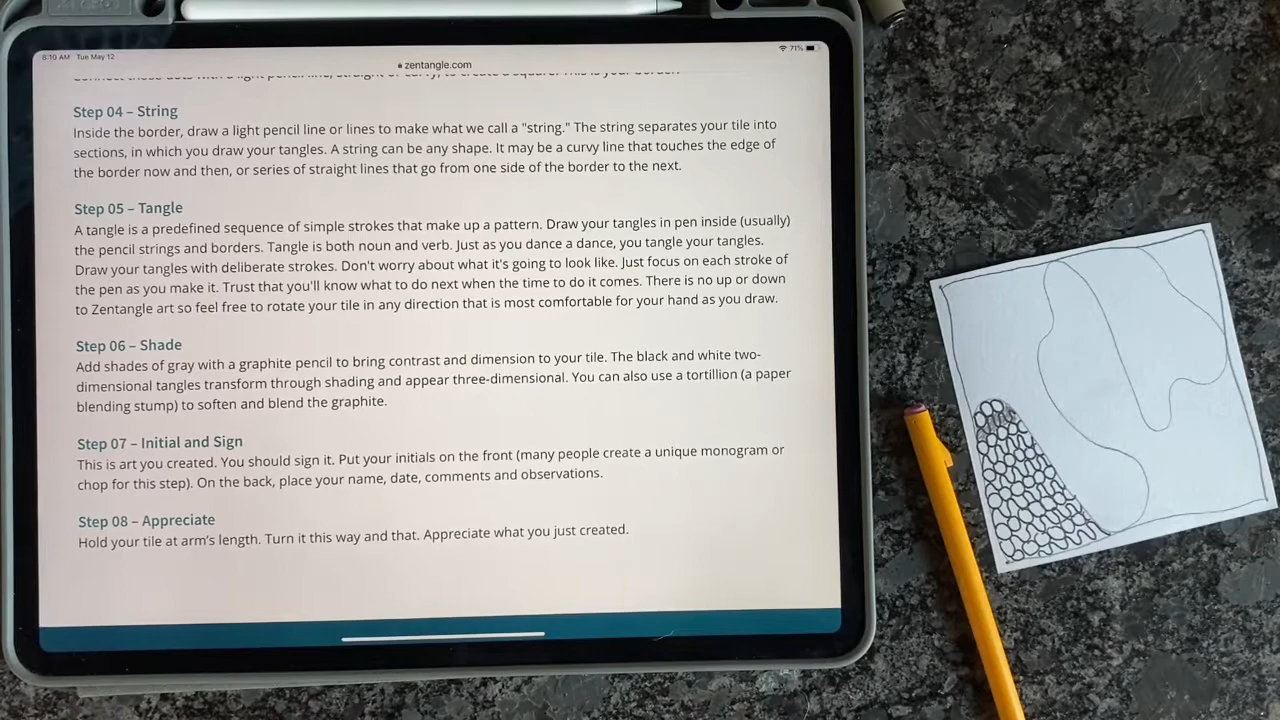 8:10 AM Tue May 12
71%
zentangle.com
Step 04 – String
Inside the border, draw a light pencil line or lines to make what we call a "string." The string separates your tile into
sections, in which you draw your tangles. A string can be any shape. It may be a curvy line that touches the edge of
the border now and then, or series of straight lines that go from one side of the border to the next.
Step 05 – Tangle
A tangle is a predefined sequence of simple strokes that make up a pattern. Draw your tangles in pen inside (usually)
the pencil strings and borders. Tangle is both noun and verb. Just as you dance a dance, you tangle your tangles.
Draw your tangles with deliberate strokes. Don't worry about what it's going to look like. Just focus on each stroke of
the pen as you make it. Trust that you'll know what to do next when the time to do it comes. There is no up or down
to Zentangle art so feel free to rotate your tile in any direction that is most comfortable for your hand as you draw.
Step 06 – Shade
Add shades of gray with a graphite pencil to bring contrast and dimension to your tile. The black and white two-
dimensional tangles transform through shading and appear three-dimensional. You can also use a tortillion (a paper
blending stump) to soften and blend the graphite.
Step 07 – Initial and Sign
This is art you created. You should sign it. Put your initials on the front (many people create a unique monogram or
chop for this step). On the back, place your name, date, comments and observations.
Step 08 – Appreciate
Hold your tile at arm's length. Turn it this way and that. Appreciate what you just created.